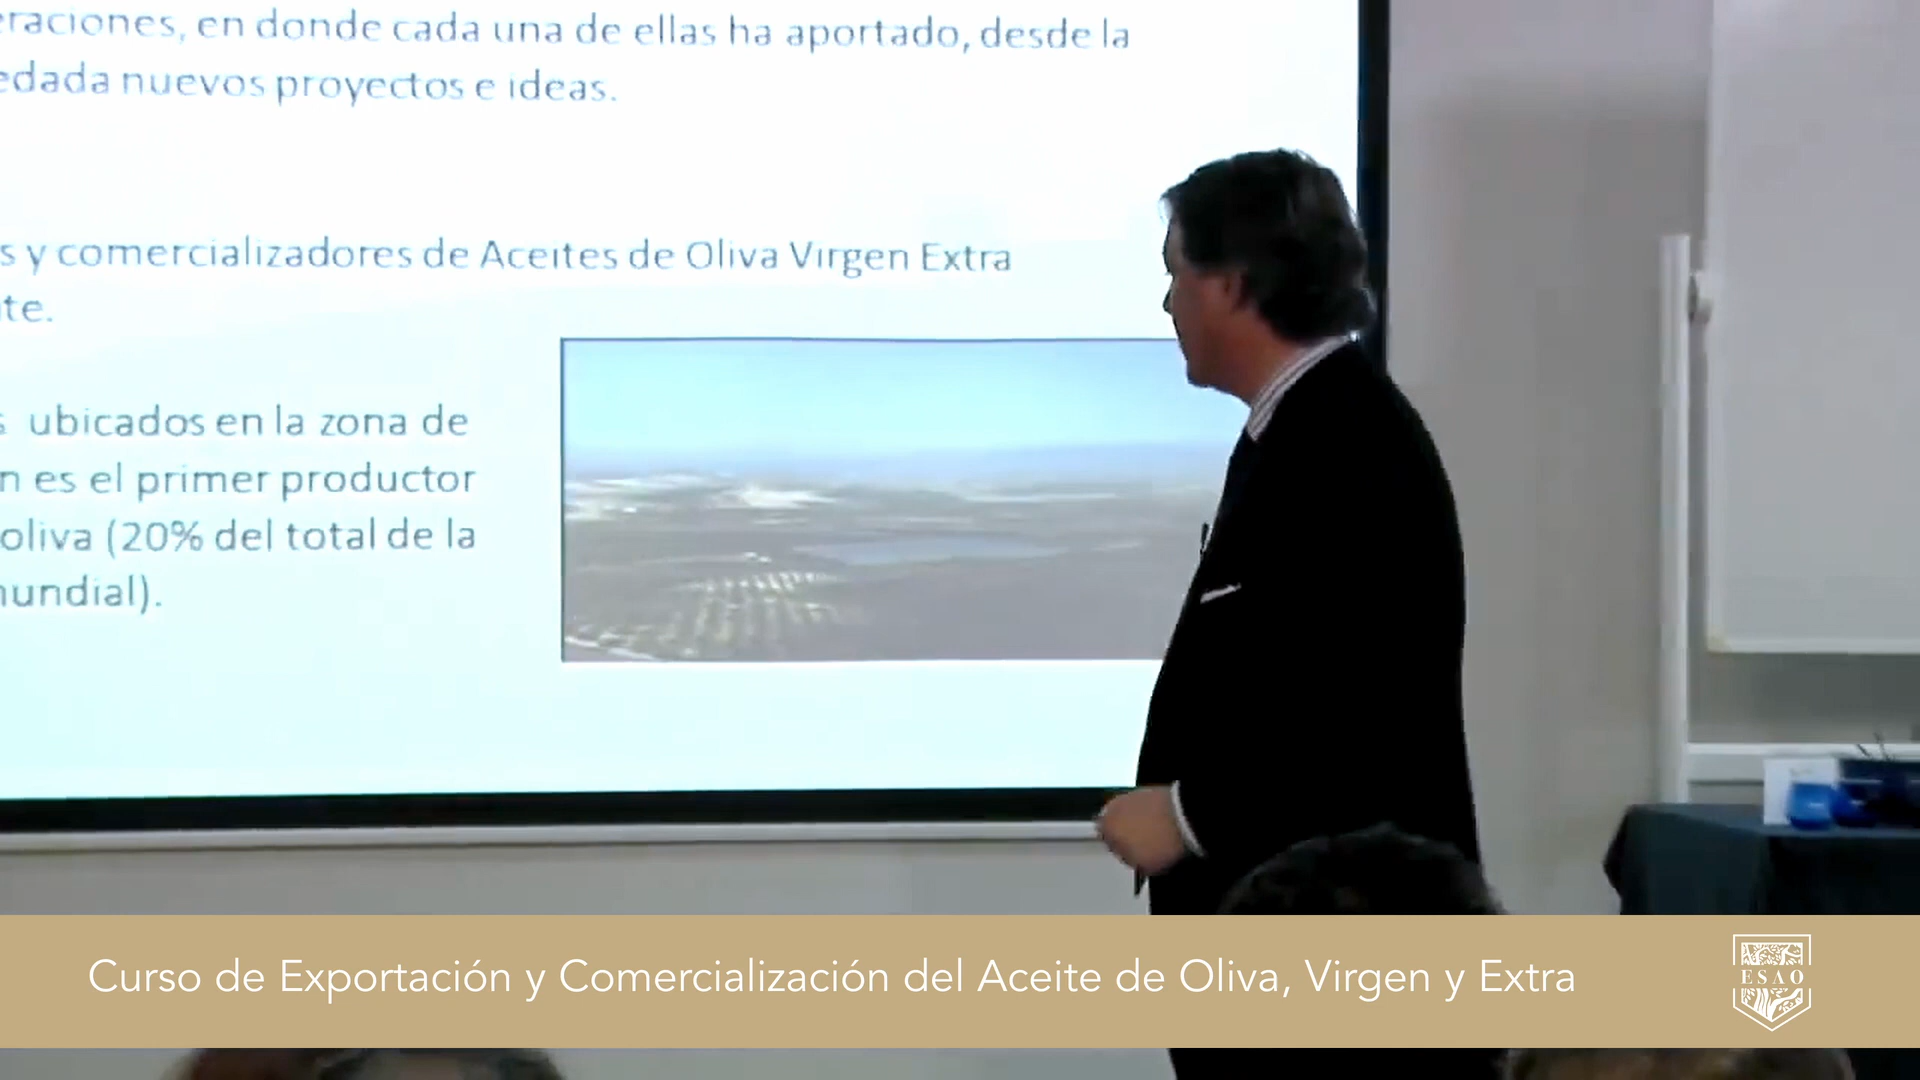 raciones, en donde cada una de ellas ha aportado, desde la
edada nuevos proyectos e ideas.
s y comercializadores de Aceites de Oliva Virgen Extra
te.
s ubicados en la zona de
n es el primer productor
oliva (20% del total de la
mundial).
Curso de Exportación y Comercialización del Aceite de Oliva, Virgen y Extra
ESAO